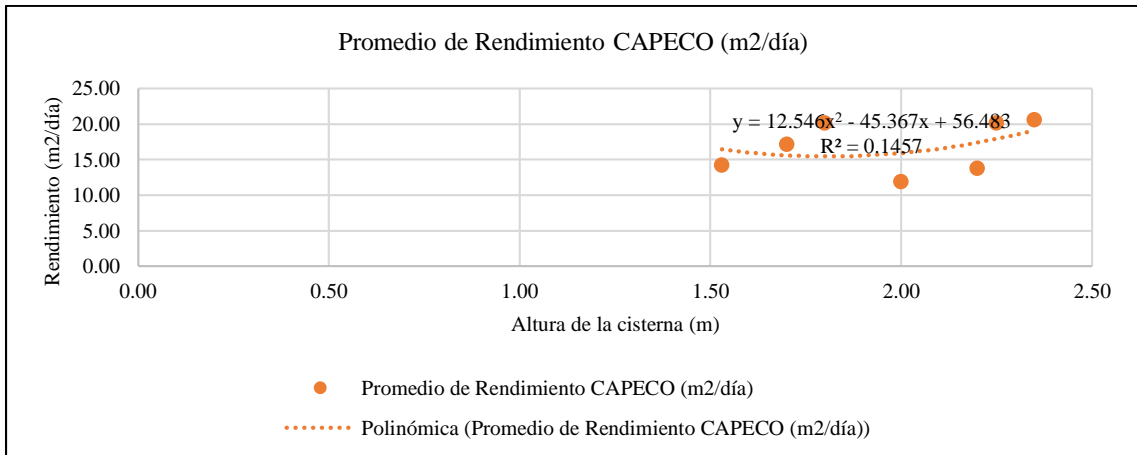 Promedio de Rendimiento CAPECO (m2/día)
Rendimiento (m2/día)
25.00
20.00
15.00
10.00
5.00
0.00
y = 12.546x² - 45.367x + 56.483
R² = 0.1457
0.00 0.50 1.00 1.50 2.00 2.50
Altura de la cisterna (m)
Promedio de Rendimiento CAPECO (m2/día)
Polinómica (Promedio de Rendimiento CAPECO (m2/día))